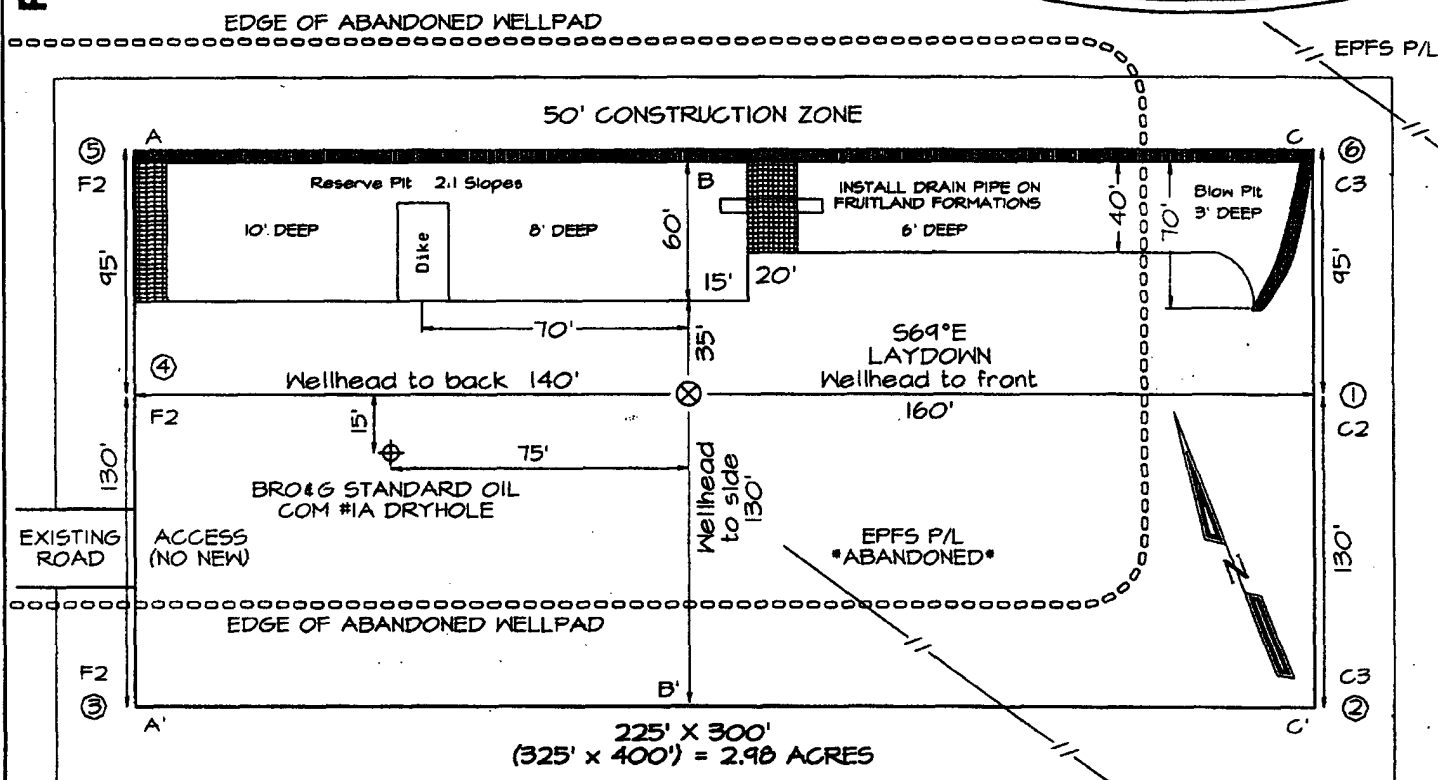 EDGE OF ABANDONED WELLPAD
EPFS P/L
50' CONSTRUCTION ZONE
A
C
⑤
⑥
F2
Reserve Pit 2:1 Slopes
B
INSTALL DRAIN PIPE ON
FRUITLAND FORMATIONS
Blow Pit
3' DEEP
C3
10' DEEP
8' DEEP
6' DEEP
Dike
60'
40'
70'
95'
95'
15'
20'
70'
35'
S69°E
LAYDOWN
④
Wellhead to back 140'
Wellhead to front
160'
①
F2
C2
15'
75'
130'
BRO&G STANDARD OIL
COM #1A DRYHOLE
Wellhead
to side
130'
EXISTING
ROAD
ACCESS
(NO NEW)
EPFS P/L
*ABANDONED*
130'
N
EDGE OF ABANDONED WELLPAD
F2
C3
③
②
A'
B'
C'
225' X 300'
(325' x 400') = 2.98 ACRES